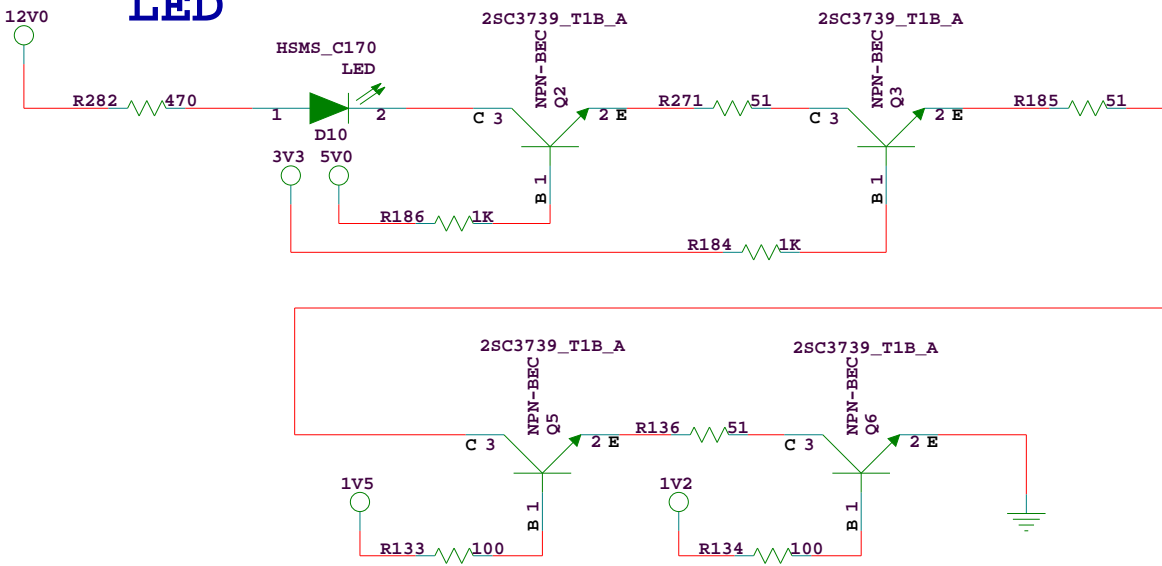 LED
12V0
2SC3739_T1B_A
2SC3739_T1B_A
HSMS_C170
LED
NPN-BEC
Q2
NPN-BEC
Q3
R282 470
1 2
D10
C 3
2 E
B 1
R271 51
C 3
2 E
B 1
R185 51
3V3 5V0
R186 1K
R184 1K
2SC3739_T1B_A
2SC3739_T1B_A
NPN-BEC
Q5
NPN-BEC
Q6
C 3
2 E
B 1
R136 51
C 3
2 E
B 1
1V5
1V2
R133 100
R134 100